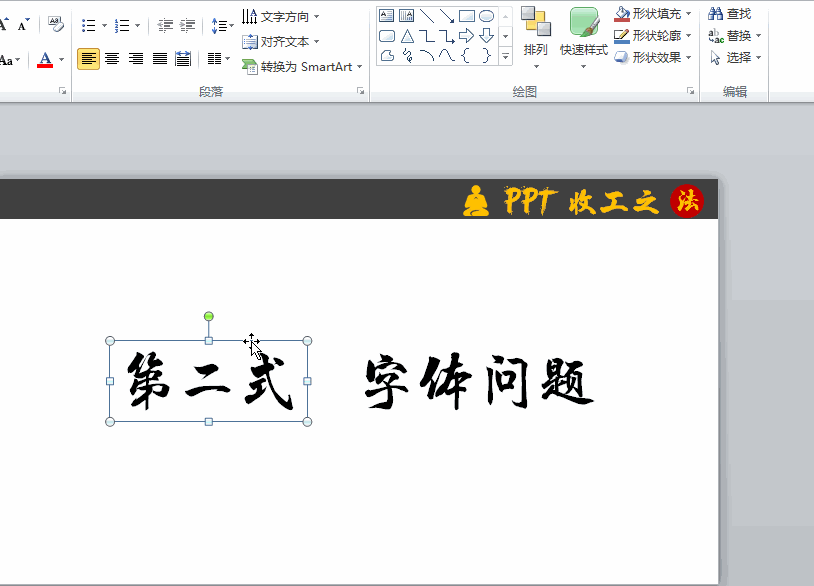 文字方向
对齐文本
Aa
A
转换为 SmartArt
段落
排列
快速样式
绘图
形状填充
形状轮廓
形状效果
查找
替换
选择
编辑
PPT 收工之 法
第二式 字体问题